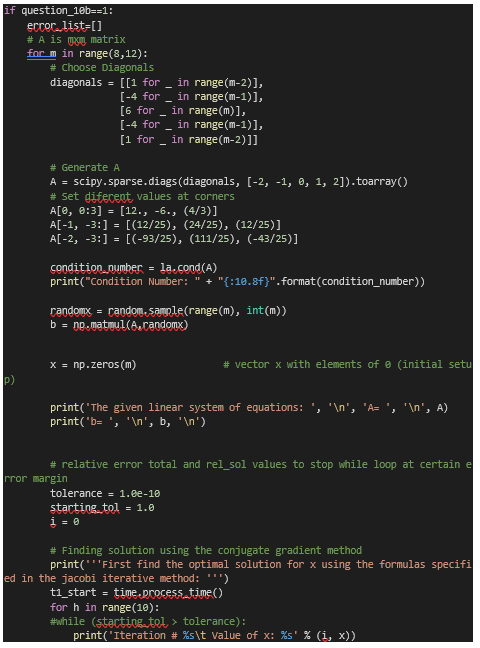 if question_10b==1:
error_list=[]
# A is mxm matrix
for m in range(8,12):
# Choose Diagonals
diagonals = [[1 for _ in range(m-2)],
[-4 for _ in range(m-1)],
[6 for _ in range(m)],
[-4 for _ in range(m-1)],
[1 for _ in range(m-2)]]
# Generate A
A = scipy.sparse.diags(diagonals, [-2, -1, 0, 1, 2]).toarray()
# Set diferent values at corners
A[0, 0:3] = [12., -6., (4/3)]
A[-1, -3:] = [(12/25), (24/25), (12/25)]
A[-2, -3:] = [(-93/25), (111/25), (-43/25)]
condition_number = la.cond(A)
print("Condition Number: " + "{:10.8f}".format(condition_number))
randomx = random.sample(range(m), int(m))
b = np.matmul(A,randomx)
x = np.zeros(m) # vector x with elements of 0 (initial setu
p)
print('The given linear system of equations: ', '\n', 'A= ', '\n', A)
print('b= ', '\n', b, '\n')
# relative error total and rel_sol values to stop while loop at certain e
rror margin
tolerance = 1.0e-10
starting_tol = 1.0
i = 0
# Finding solution using the conjugate gradient method
print('''First find the optimal solution for x using the formulas specifi
ed in the jacobi iterative method: ''')
t1_start = time.process_time()
for h in range(10):
#while (starting_tol > tolerance):
print('Iteration # %s\t Value of x: %s' % (i, x))